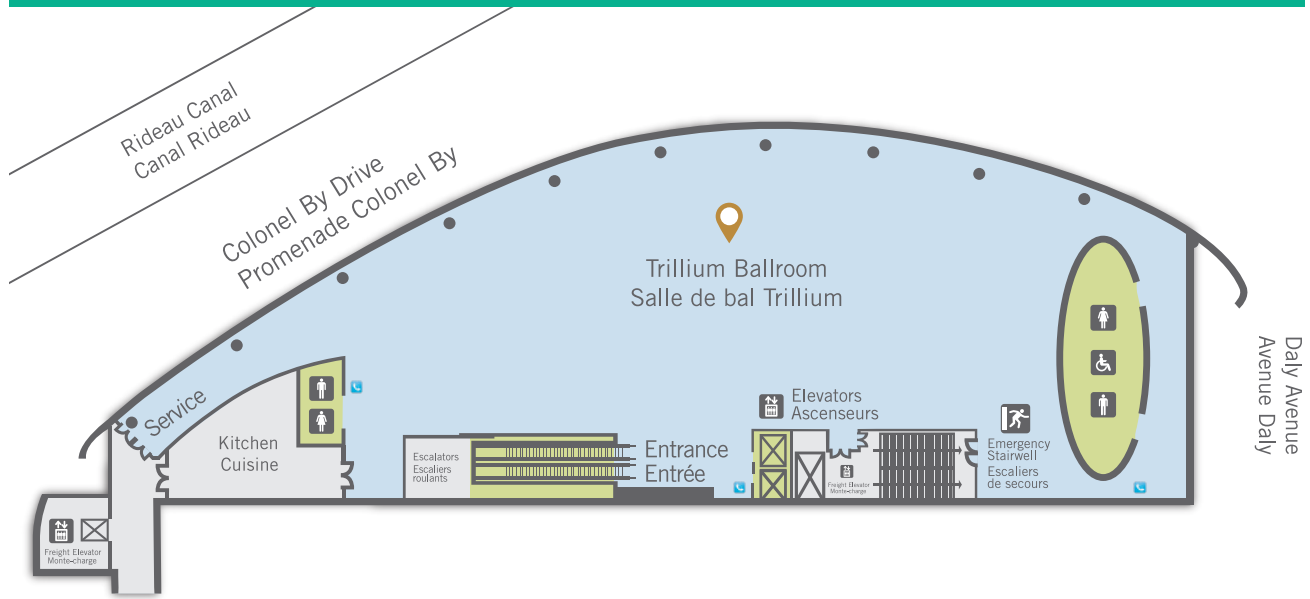 Rideau Canal
Canal Rideau
Colonel By Drive
Promenade Colonel By
Trillium Ballroom
Salle de bal Trillium
Daly Avenue
Avenue Daly
Service
Kitchen
Cuisine
Escalators
Escaliers
roulants
Entrance
Entrée
Elevators
Ascenseurs
Freight Elevator
Monte-charge
Emergency
Stairwell
Escaliers
de secours
Freight Elevator
Monte-charge